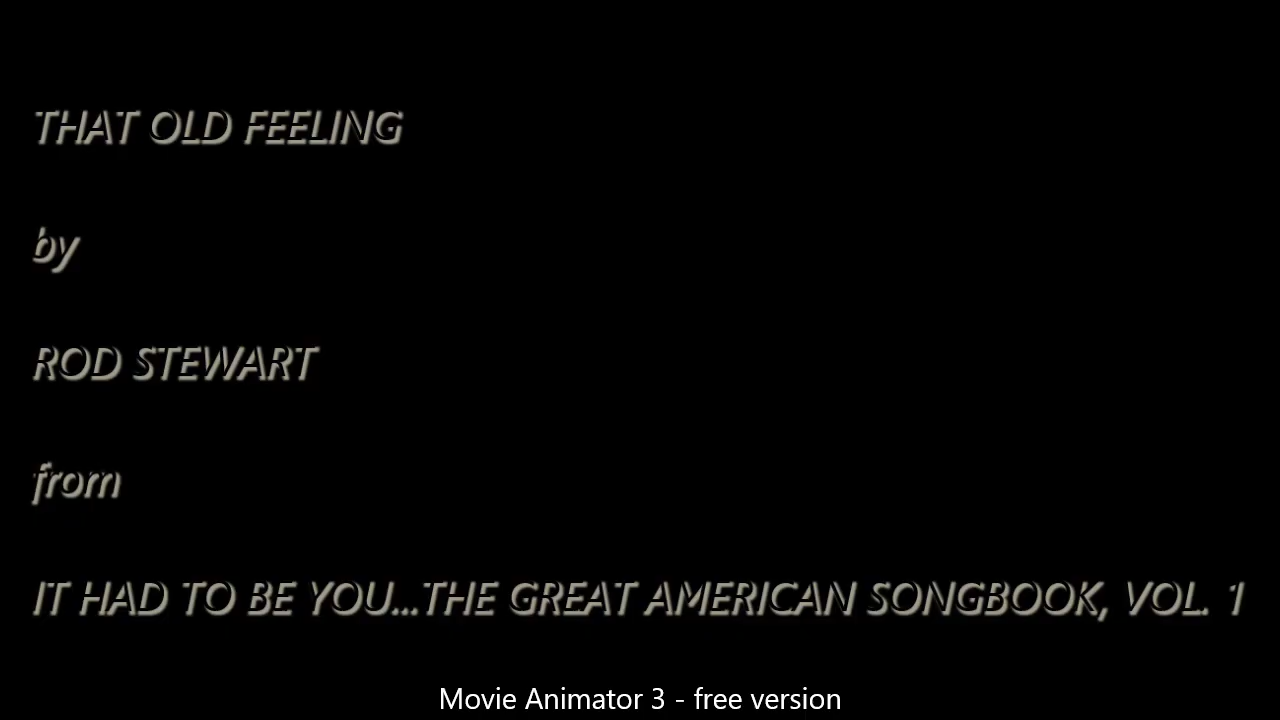 THAT OLD FEELING
by
ROD STEWART
from
IT HAD TO BE YOU...THE GREAT AMERICAN SONGBOOK, VOL. 1
Movie Animator 3 - free version